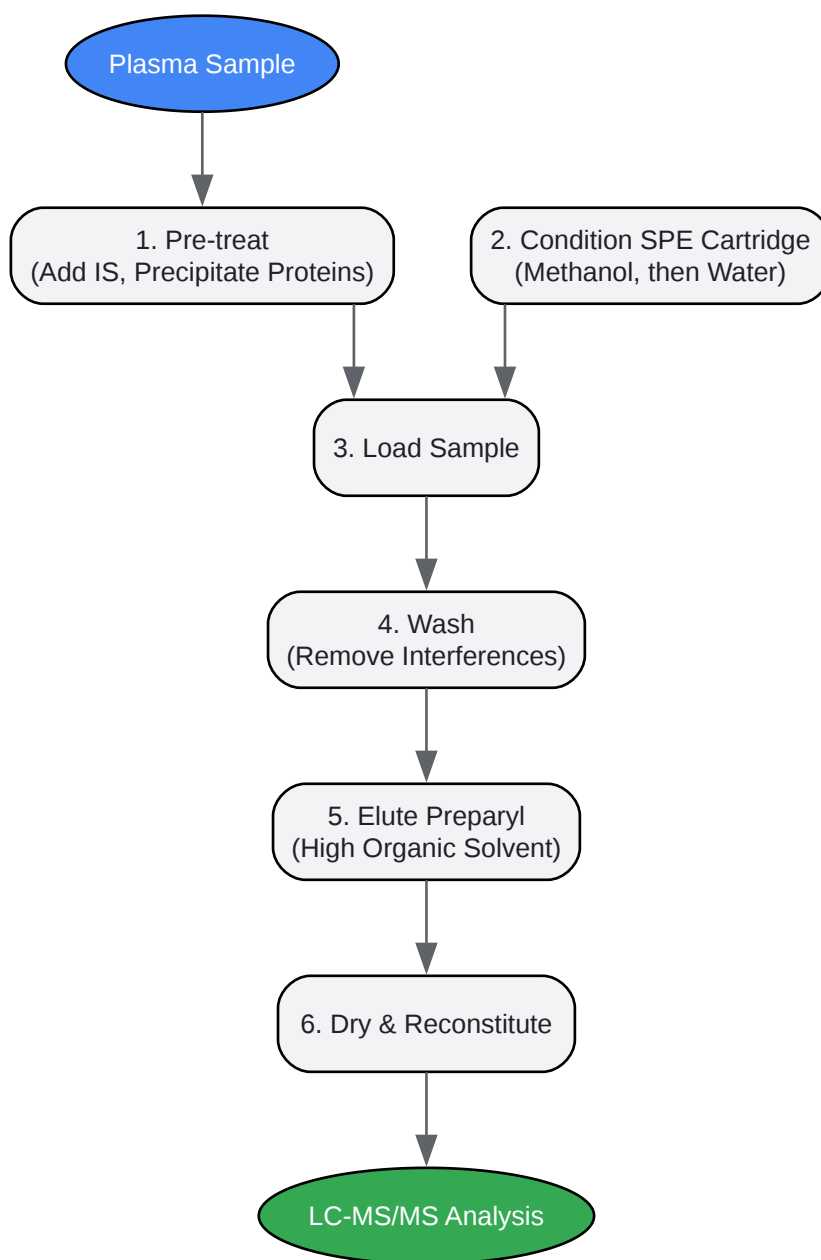 Plasma Sample
1. Pre-treat
(Add IS, Precipitate Proteins)
2. Condition SPE Cartridge
(Methanol, then Water)
3. Load Sample
4. Wash
(Remove Interferences)
5. Elute Preparyl
(High Organic Solvent)
6. Dry & Reconstitute
LC-MS/MS Analysis